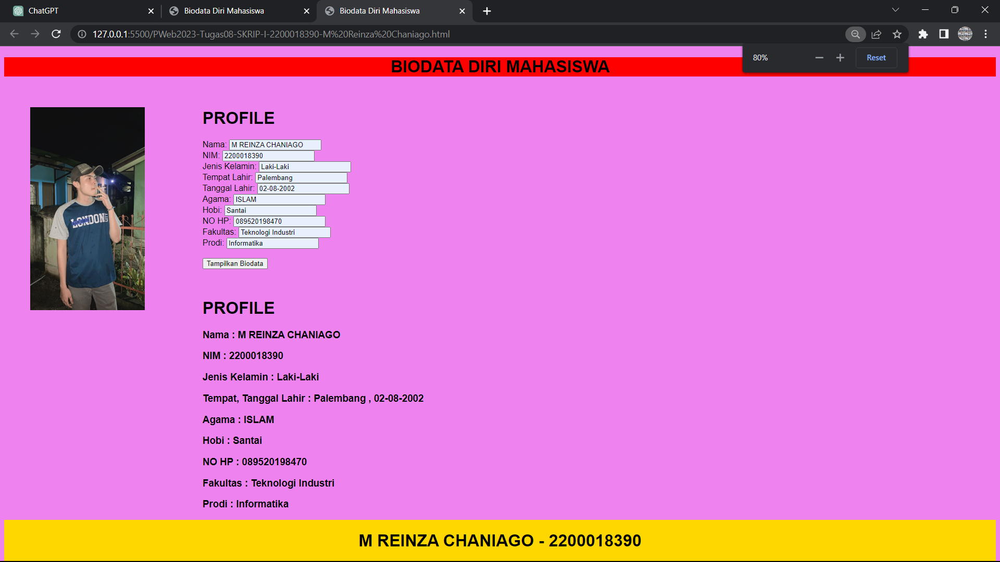 ChatGPT
Biodata Diri Mahasiswa
Biodata Diri Mahasiswa
127.0.0.1:5500/PWeb2023-Tugas08-SKRIP-I-2200018390-M%20Reinza%20Chaniago.html
80%
Reset
BIODATA DIRI MAHASISWA
LONDON
CITY
PROFILE
Nama: M REINZA CHANIAGO
NIM: 2200018390
Jenis Kelamin: Laki-Laki
Tempat Lahir: Palembang
Tanggal Lahir: 02-08-2002
Agama: ISLAM
Hobi: Santai
NO HP: 089520198470
Fakultas: Teknologi Industri
Prodi: Informatika
Tampilkan Biodata
PROFILE
Nama : M REINZA CHANIAGO
NIM : 2200018390
Jenis Kelamin : Laki-Laki
Tempat, Tanggal Lahir : Palembang , 02-08-2002
Agama : ISLAM
Hobi : Santai
NO HP : 089520198470
Fakultas : Teknologi Industri
Prodi : Informatika
M REINZA CHANIAGO - 2200018390